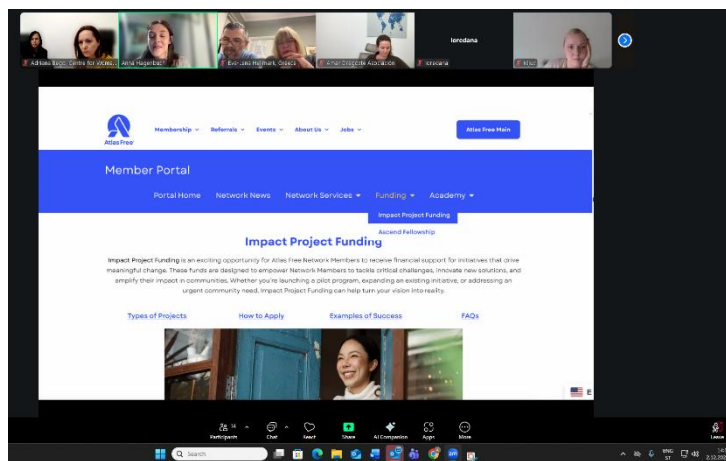 Adriana Bago, Centre for Wome...
Anna Hagenbach
Eva-Lena Hellmark, Greece
Amar Dragoste Asociación
loredana
loredana
Atlas Free
Membership
Referrals
Events
About Us
Jobs
Atlas Free Main
Member Portal
Portal Home
Network News
Network Services
Funding
Academy
Impact Project Funding
Ascend Fellowship
Impact Project Funding
Impact Project Funding is an exciting opportunity for Atlas Free Network Members to receive financial support for initiatives that drive
meaningful change. These funds are designed to empower Network Members to tackle critical challenges, innovate new solutions, and
amplify their impact in communities. Whether you're launching a pilot program, expanding an existing initiative, or addressing an
urgent community need, Impact Project Funding can help turn your vision into reality.
Types of Projects
How to Apply
Examples of Success
FAQs
E
Participants
Chat
React
Share
AI Companion
Apps
More
Leave
Search
ENG
ST